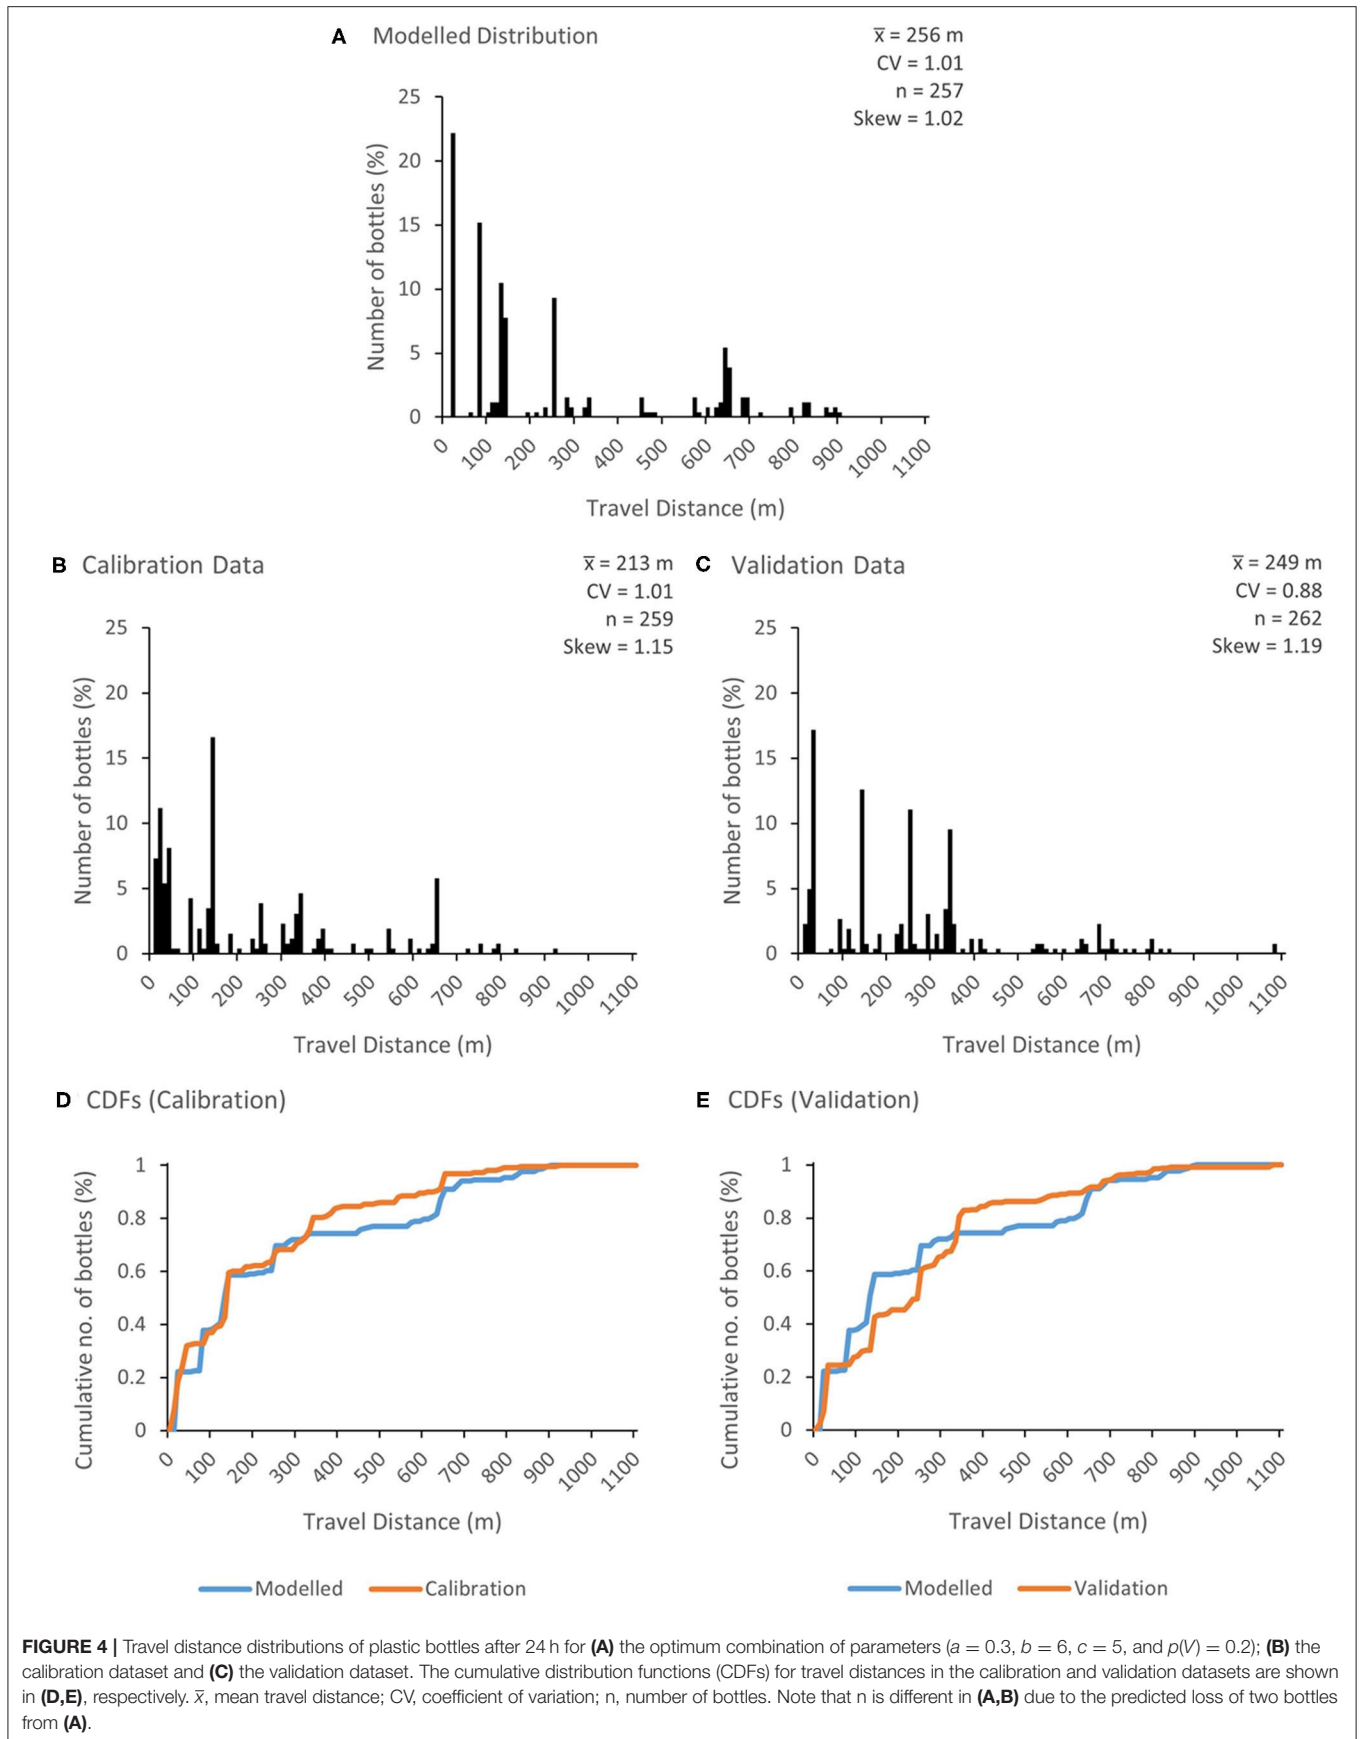 A Modelled Distribution
x̅ = 256 m
CV = 1.01
n = 257
Skew = 1.02
25
20
15
10
5
0
Number of bottles (%)
0 100 200 300 400 500 600 700 800 900 1000 1100
Travel Distance (m)
B Calibration Data
x̅ = 213 m
CV = 1.01
n = 259
Skew = 1.15
25
20
15
10
5
0
Number of bottles (%)
0 100 200 300 400 500 600 700 800 900 1000 1100
Travel Distance (m)
C Validation Data
x̅ = 249 m
CV = 0.88
n = 262
Skew = 1.19
25
20
15
10
5
0
Number of bottles (%)
0 100 200 300 400 500 600 700 800 900 1000 1100
Travel Distance (m)
D CDFs (Calibration)
1
0.8
0.6
0.4
0.2
0
Cumulative no. of bottles (%)
0 100 200 300 400 500 600 700 800 900 1000 1100
Travel Distance (m)
Modelled Calibration
E CDFs (Validation)
1
0.8
0.6
0.4
0.2
0
Cumulative no. of bottles (%)
0 100 200 300 400 500 600 700 800 900 1000 1100
Travel Distance (m)
Modelled Validation
FIGURE 4 | Travel distance distributions of plastic bottles after 24 h for (A) the optimum combination of parameters (a = 0.3, b = 6, c = 5, and p(V) = 0.2); (B) the
calibration dataset and (C) the validation dataset. The cumulative distribution functions (CDFs) for travel distances in the calibration and validation datasets are shown
in (D,E), respectively. x̅, mean travel distance; CV, coefficient of variation; n, number of bottles. Note that n is different in (A,B) due to the predicted loss of two bottles
from (A).